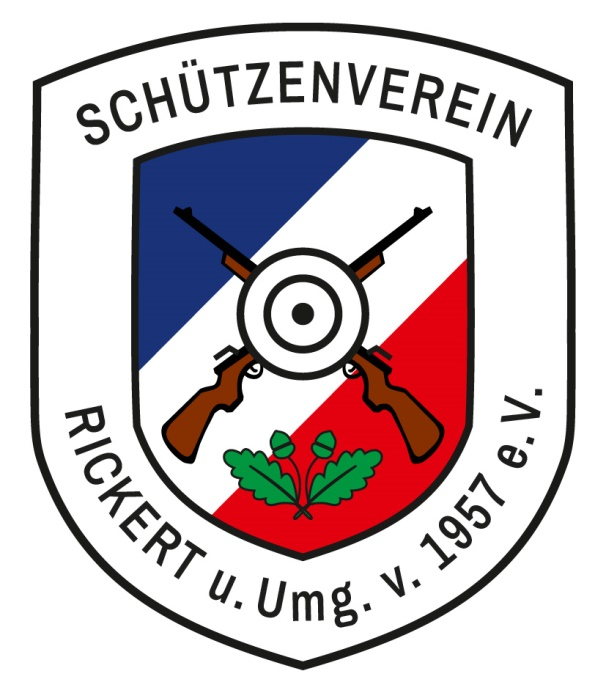 SCHÜTZENVEREIN
RICKERT u. Umg. v. 1957 e. V.